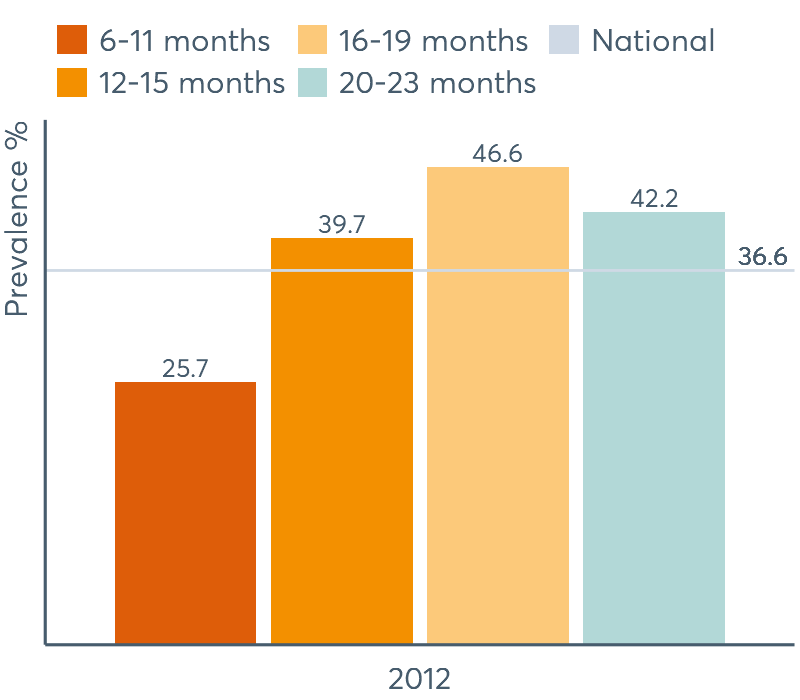 6-11 months
16-19 months
National
12-15 months
20-23 months
Prevalence %
46.6
42.2
39.7
36.6
25.7
2012